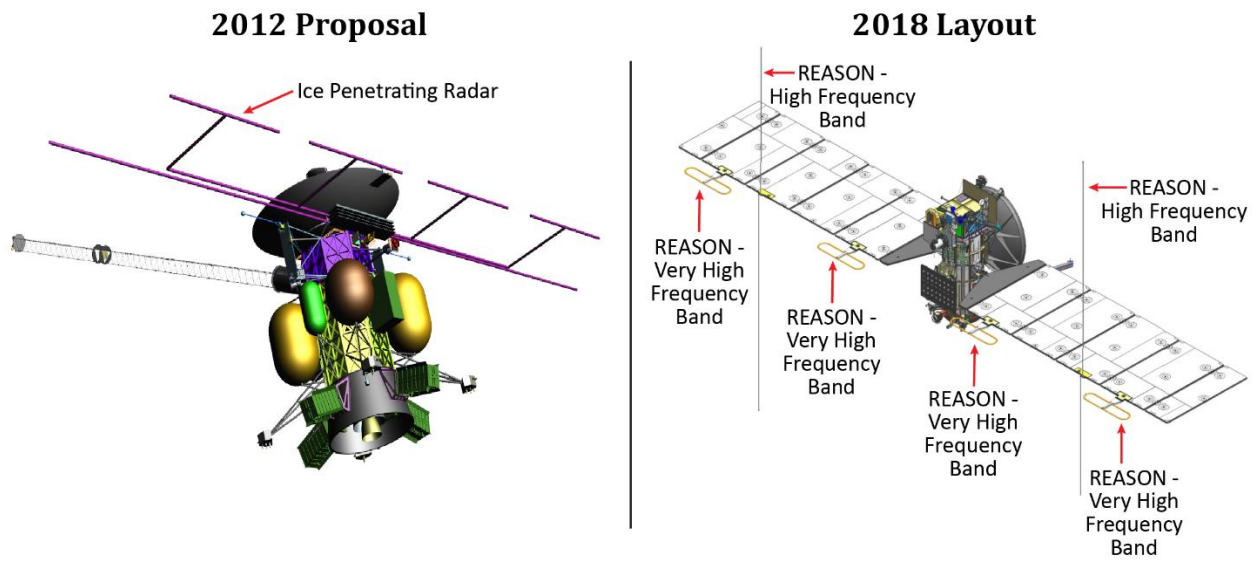 2012 Proposal
Ice Penetrating Radar
2018 Layout
REASON -
High Frequency
Band
REASON -
High Frequency
Band
REASON -
Very High
Frequency
Band
REASON -
Very High
Frequency
Band
REASON -
Very High
Frequency
Band
REASON -
Very High
Frequency
Band